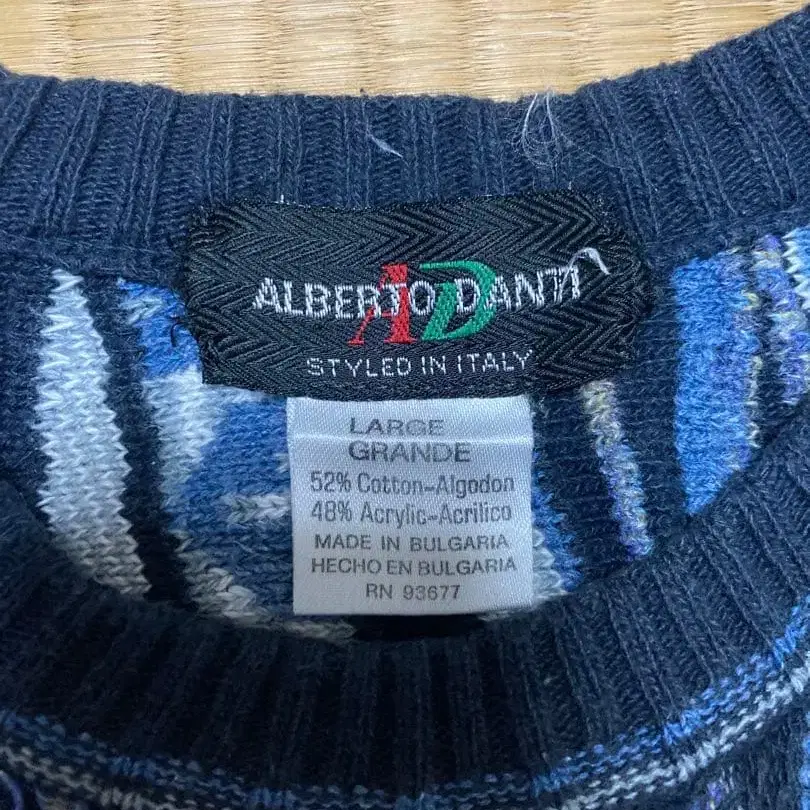 AD
ALBERTO DANTI
STYLED IN ITALY
LARGE
GRANDE
52% Cotton-Algodon
48% Acrylic-Acrilico
MADE IN BULGARIA
HECHO EN BULGARIA
RN 93677